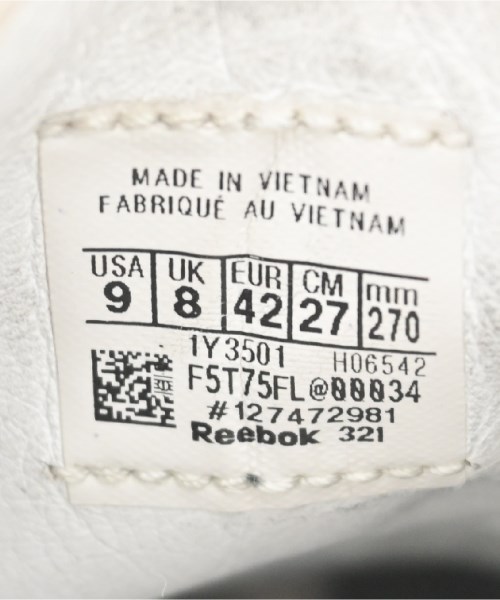 MADE IN VIETNAM
FABRIQUÉ AU VIETNAM
USA UK EUR CM mm
9 8 42 27 270
1Y3501 H06542
F5T75FL@00034
#127472981
Reebok 321